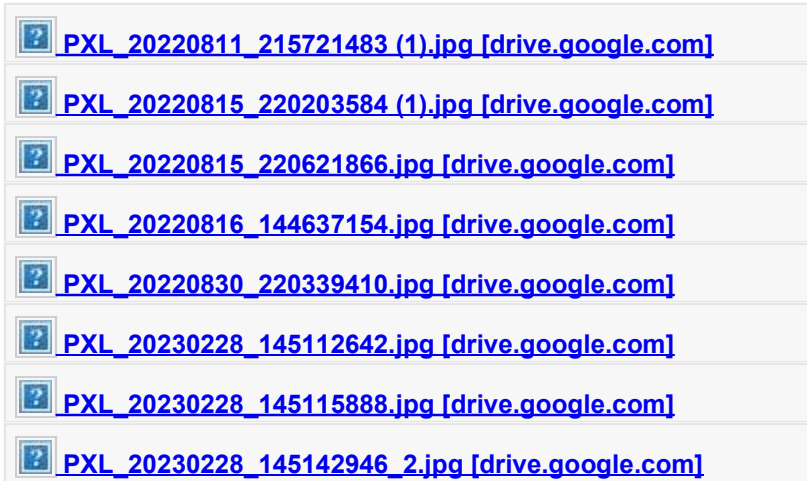 PXL_20220811_215721483 (1).jpg [drive.google.com]
PXL_20220815_220203584 (1).jpg [drive.google.com]
PXL_20220815_220621866.jpg [drive.google.com]
PXL_20220816_144637154.jpg [drive.google.com]
PXL_20220830_220339410.jpg [drive.google.com]
PXL_20230228_145112642.jpg [drive.google.com]
PXL_20230228_145115888.jpg [drive.google.com]
PXL_20230228_145142946_2.jpg [drive.google.com]